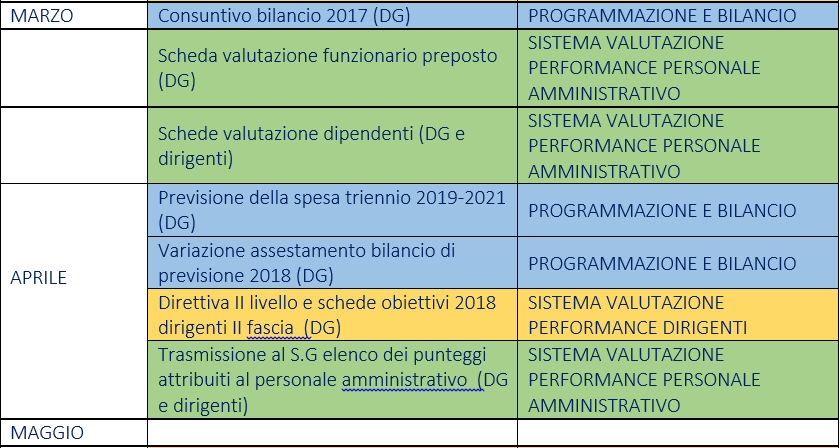 MARZO
Consuntivo bilancio 2017 (DG)
PROGRAMMAZIONE E BILANCIO
Scheda valutazione funzionario preposto
(DG)
SISTEMA VALUTAZIONE
PERFORMANCE PERSONALE
AMMINISTRATIVO
Schede valutazione dipendenti (DG e
dirigenti)
SISTEMA VALUTAZIONE
PERFORMANCE PERSONALE
AMMINISTRATIVO
APRILE
Previsione della spesa triennio 2019-2021
(DG)
PROGRAMMAZIONE E BILANCIO
Variazione assestamento bilancio di
previsione 2018 (DG)
PROGRAMMAZIONE E BILANCIO
Direttiva II livello e schede obiettivi 2018
dirigenti II fascia  (DG)
SISTEMA VALUTAZIONE
PERFORMANCE DIRIGENTI
Trasmissione al S.G elenco dei punteggi
attribuiti al personale amministrativo  (DG
e dirigenti)
SISTEMA VALUTAZIONE
PERFORMANCE PERSONALE
AMMINISTRATIVO
MAGGIO